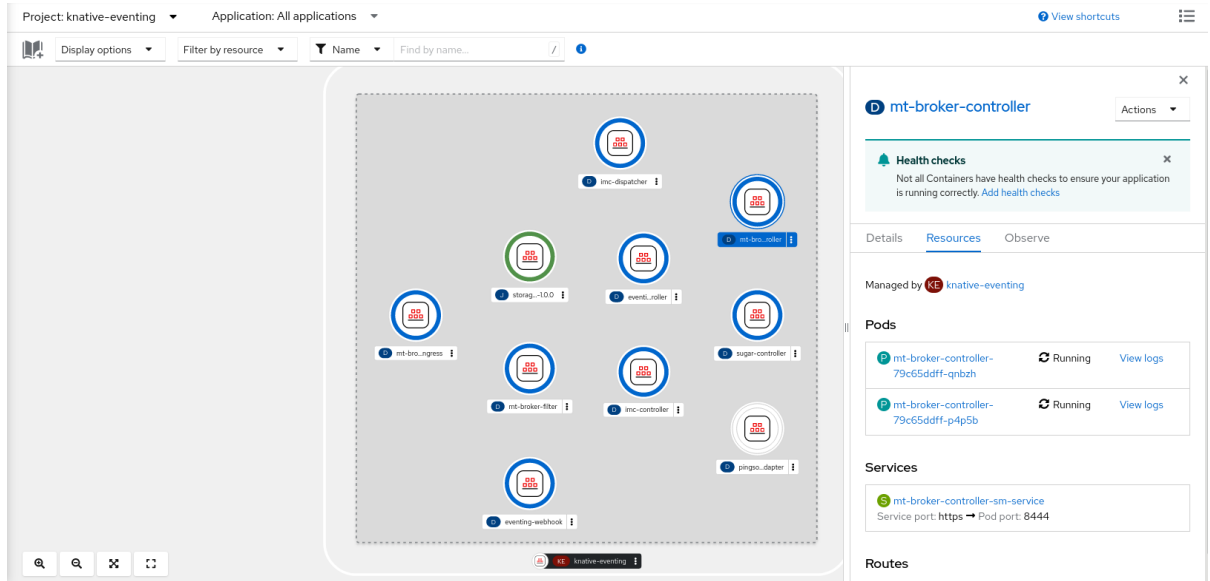 Project: knative-eventing
Application: All applications
View shortcuts
Display options
Filter by resource
Name
Find by name...
/
D imc-dispatcher
D mt-bro...roller
J storag...-1.0.0
D eventi...roller
D mt-bro...ngress
D sugar-controller
D mt-broker-filter
D imc-controller
D pingso...dapter
D eventing-webhook
KE knative-eventing
D mt-broker-controller
Actions
Health checks
Not all Containers have health checks to ensure your application
is running correctly. Add health checks
Details Resources Observe
Managed by KE knative-eventing
Pods
P mt-broker-controller-
79c65ddff-qnbzh
Running
View logs
P mt-broker-controller-
79c65ddff-p4p5b
Running
View logs
Services
S mt-broker-controller-sm-service
Service port: https → Pod port: 8444
Routes